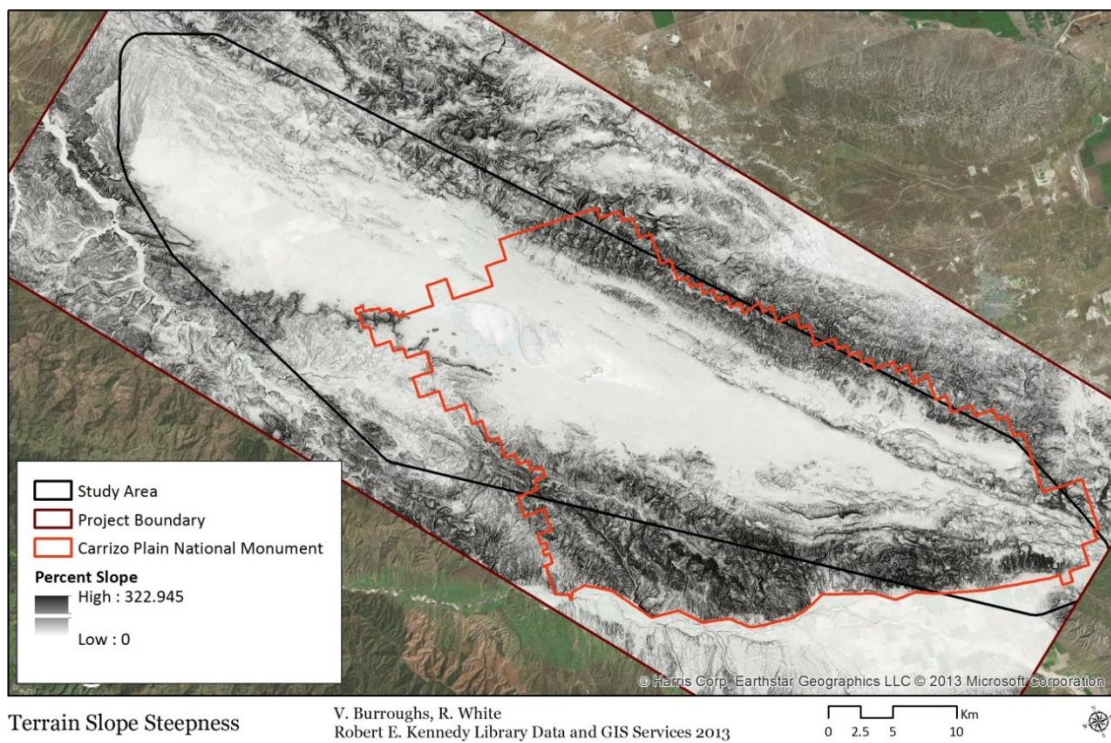 © Harris Corp, Earthstar Geographics LLC © 2013 Microsoft Corporation
Study Area
Project Boundary
Carrizo Plain National Monument
Percent Slope
High : 322.945
Low : 0
Terrain Slope Steepness
V. Burroughs, R. White
Robert E. Kennedy Library Data and GIS Services 2013
Km
0 2.5 5 10